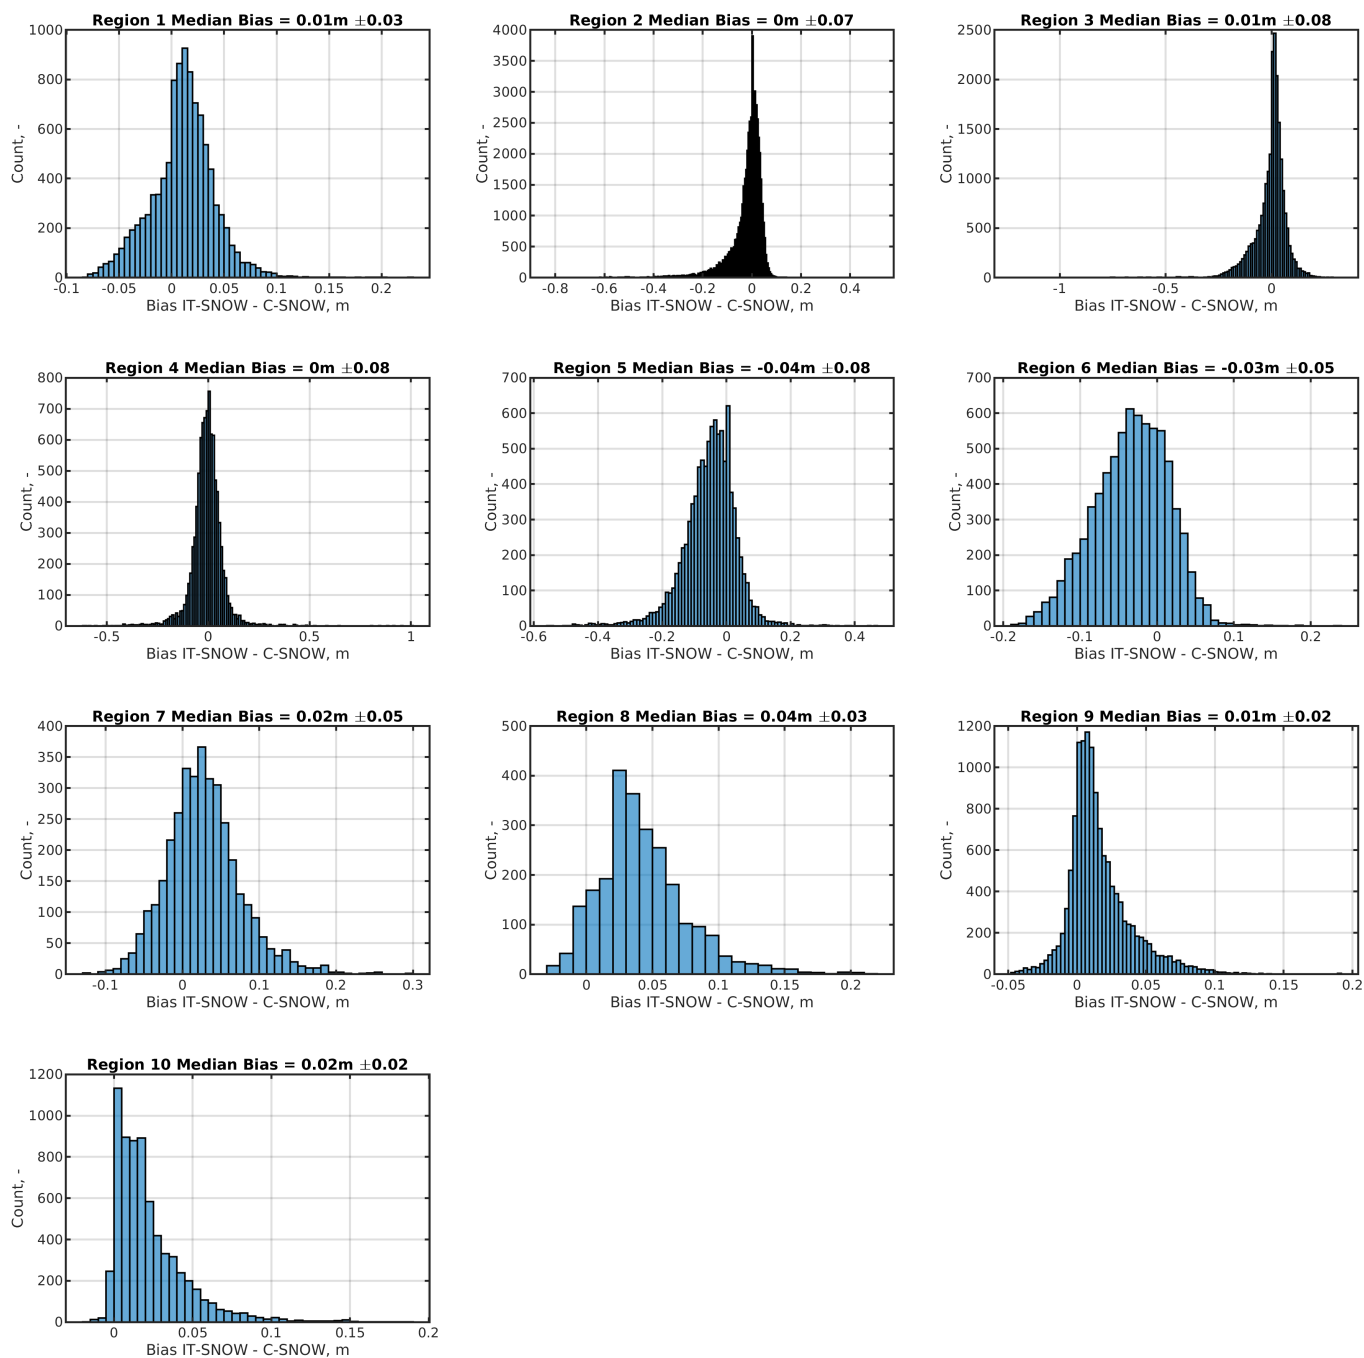 Region 1 Median Bias = 0.01m ±0.03
1000
800
600
400
200
0
Count, -
-0.1 -0.05 0 0.05 0.1 0.15 0.2
Bias IT-SNOW - C-SNOW, m
Region 2 Median Bias = 0m ±0.07
4000
3500
3000
2500
2000
1500
1000
500
0
Count, -
-0.8 -0.6 -0.4 -0.2 0 0.2 0.4
Bias IT-SNOW - C-SNOW, m
Region 3 Median Bias = 0.01m ±0.08
2500
2000
1500
1000
500
0
Count, -
-1 -0.5 0
Bias IT-SNOW - C-SNOW, m
Region 4 Median Bias = 0m ±0.08
800
700
600
500
400
300
200
100
0
Count, -
-0.5 0 0.5 1
Bias IT-SNOW - C-SNOW, m
Region 5 Median Bias = -0.04m ±0.08
700
600
500
400
300
200
100
0
Count, -
-0.6 -0.4 -0.2 0 0.2 0.4
Bias IT-SNOW - C-SNOW, m
Region 6 Median Bias = -0.03m ±0.05
700
600
500
400
300
200
100
0
Count, -
-0.2 -0.1 0 0.1 0.2
Bias IT-SNOW - C-SNOW, m
Region 7 Median Bias = 0.02m ±0.05
400
350
300
250
200
150
100
50
0
Count, -
-0.1 0 0.1 0.2 0.3
Bias IT-SNOW - C-SNOW, m
Region 8 Median Bias = 0.04m ±0.03
500
400
300
200
100
0
Count, -
0 0.05 0.1 0.15 0.2
Bias IT-SNOW - C-SNOW, m
Region 9 Median Bias = 0.01m ±0.02
1200
1000
800
600
400
200
0
Count, -
-0.05 0 0.05 0.1 0.15 0.2
Bias IT-SNOW - C-SNOW, m
Region 10 Median Bias = 0.02m ±0.02
1200
1000
800
600
400
200
0
Count, -
0 0.05 0.1 0.15 0.2
Bias IT-SNOW - C-SNOW, m